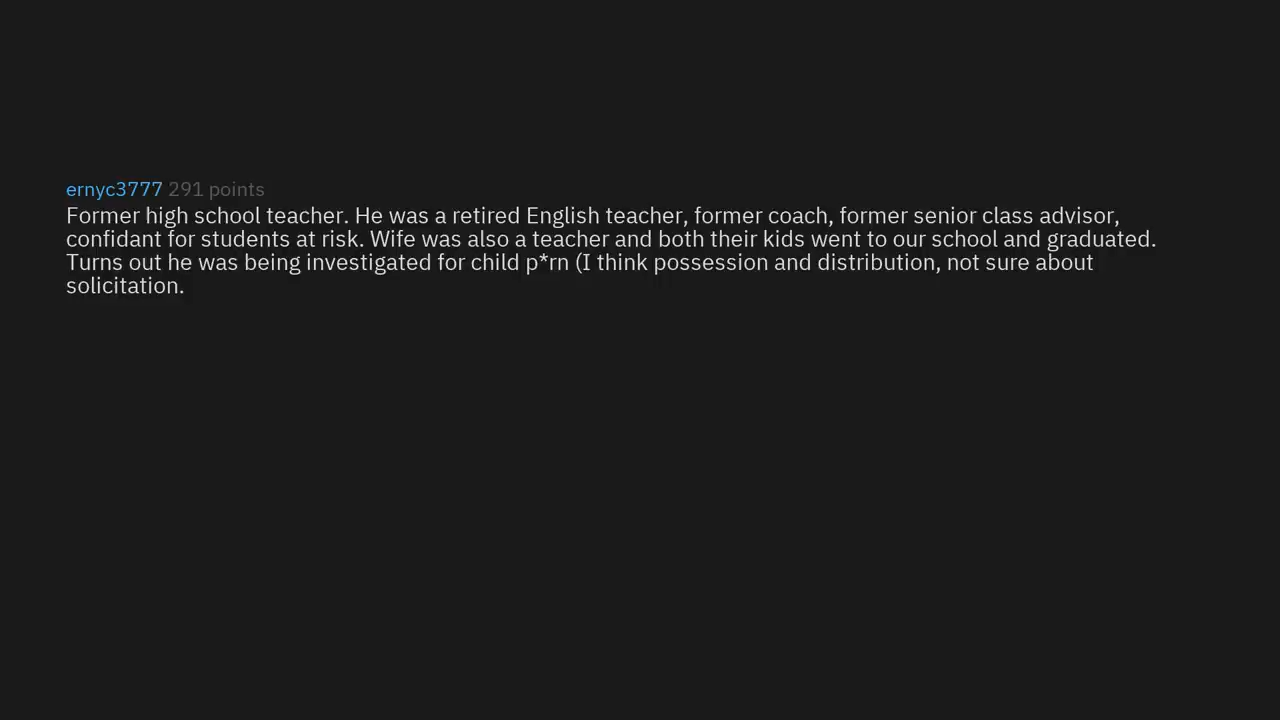 ernyc3777 291 points
Former high school teacher. He was a retired English teacher, former coach, former senior class advisor,
confidant for students at risk. Wife was also a teacher and both their kids went to our school and graduated.
Turns out he was being investigated for child p*rn (I think possession and distribution, not sure about
solicitation.